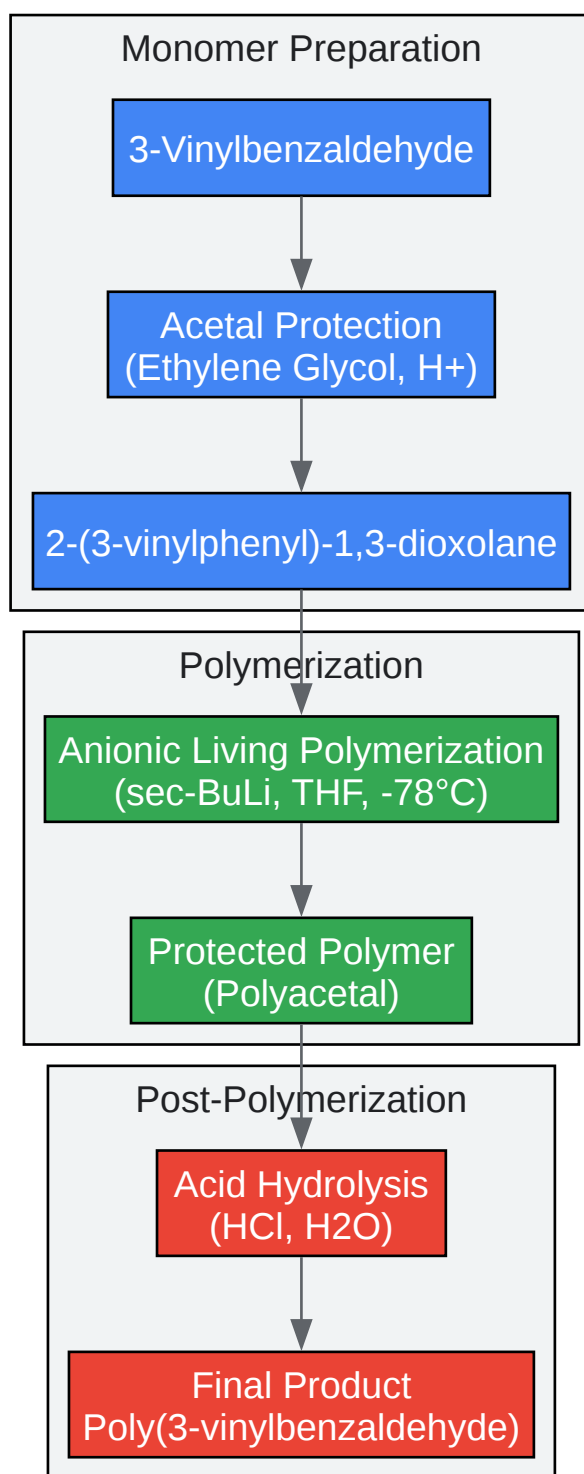 Monomer Preparation
3-Vinylbenzaldehyde
Acetal Protection
(Ethylene Glycol, H+)
2-(3-vinylphenyl)-1,3-dioxolane
Polymerization
Anionic Living Polymerization
(sec-BuLi, THF, -78°C)
Protected Polymer
(Polyacetal)
Post-Polymerization
Acid Hydrolysis
(HCl, H2O)
Final Product
Poly(3-vinylbenzaldehyde)